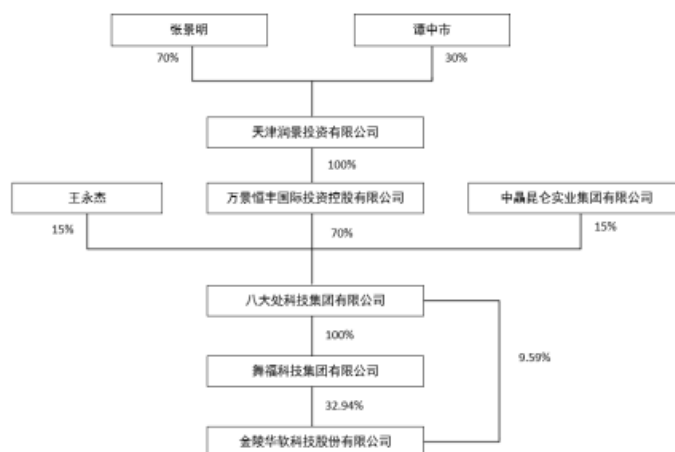 张景明
谭中市
70%
30%
天津润景投资有限公司
100%
王永杰
万景恒丰国际投资控股有限公司
中聶昆仑实业集团有限公司
15%
70%
15%
八大处科技集团有限公司
100%
9.59%
舞福科技集团有限公司
32.94%
金陵华软科技股份有限公司